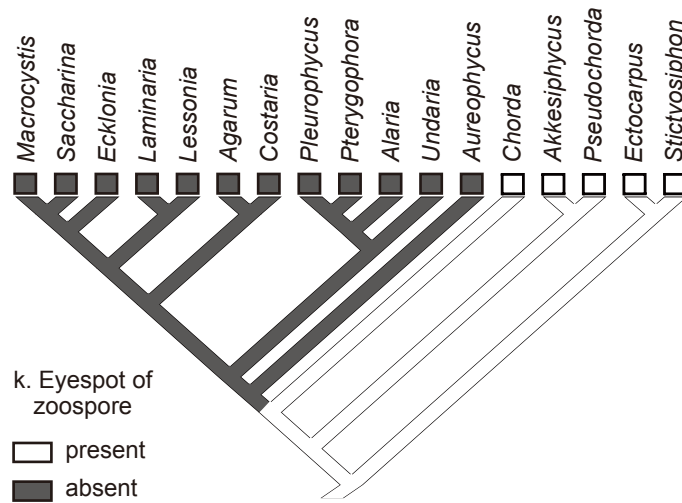 Macrocystis
Saccharina
Ecklonia
Laminaria
Lessonia
Agarum
Costaria
Pleurophycus
Pterygophora
Alaria
Undaria
Aureophycus
Chorda
Akkesiphycus
Pseudochorda
Ectocarpus
Stictyosiphon
k. Eyespot of
zoospore
present
absent